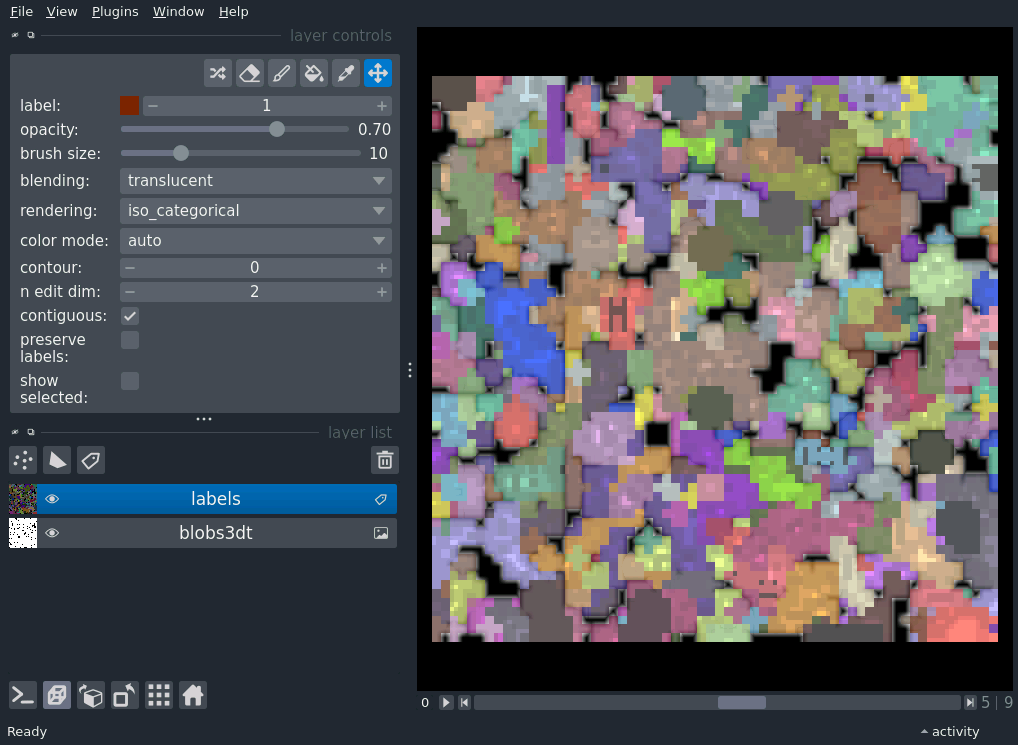 File View Plugins Window Help
layer controls
label: 1
opacity: 0.70
brush size: 10
blending: translucent
rendering: iso_categorical
color mode: auto
contour: 0
n edit dim: 2
contiguous:
preserve
labels:
show
selected:
layer list
labels
blobs3dt
0 5 | 9
Ready activity